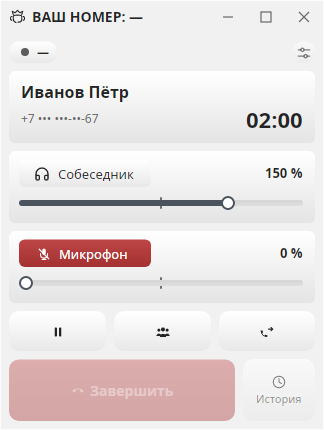 ВАШ НОМЕР: —
—
Иванов Пётр
+7 ••• •••-••-67
02:00
Собеседник
150 %
Микрофон
0 %
Завершить
История